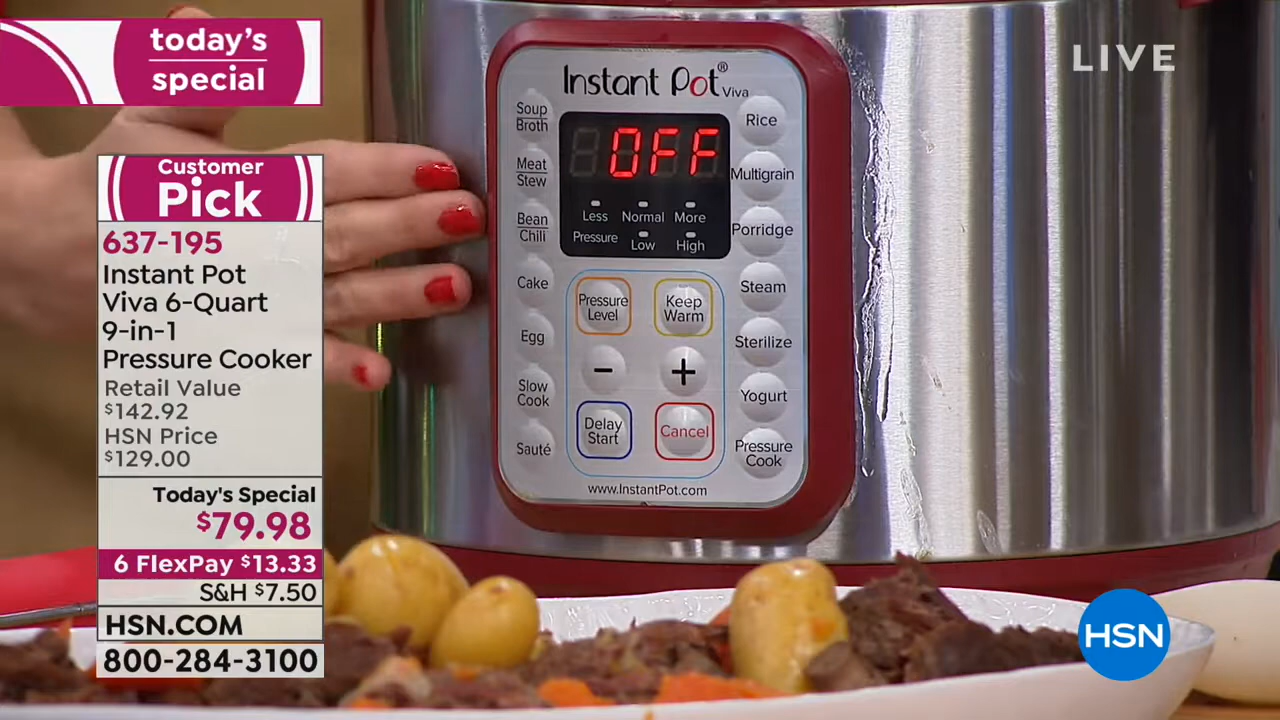 today's
special
LIVE
Customer
Pick
637-195
Instant Pot
Viva 6-Quart
9-in-1
Pressure Cooker
Retail Value
$142.92
HSN Price
$129.00
Today's Special
$79.98
6 FlexPay $13.33
S&H $7.50
HSN.COM
800-284-3100
Instant Pot® Viva
OFF
Less Normal More
Pressure Low High
Soup
Broth
Meat
Stew
Bean
Chili
Cake
Egg
Slow
Cook
Sauté
Pressure
Level
Keep
Warm
− +
Delay
Start
Cancel
Rice
Multigrain
Porridge
Steam
Sterilize
Yogurt
Pressure
Cook
www.InstantPot.com
HSN